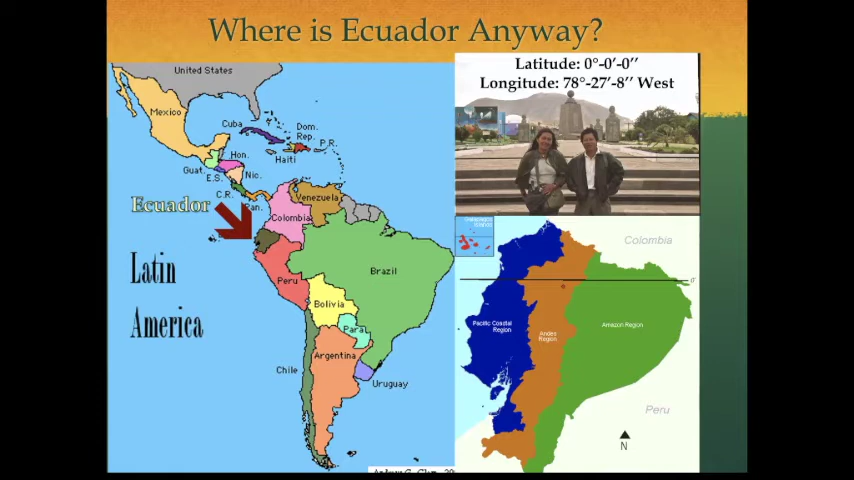 Where is Ecuador Anyway?
Latitude: 0°-0'-0''
Longitude: 78°-27'-8'' West
United States
Mexico
Cuba
Dom.
Rep.
P.R.
Haiti
Hon.
Guat.
E.S.
Nic.
C.R.
Pan.
Venezuela
Colombia
Ecuador
Latin
America
Brazil
Peru
Bolivia
Para.
Argentina
Chile
Uruguay
Colombia
0°
Pacific Coastal
Region
Andes
Region
Amazon Region
Peru
N